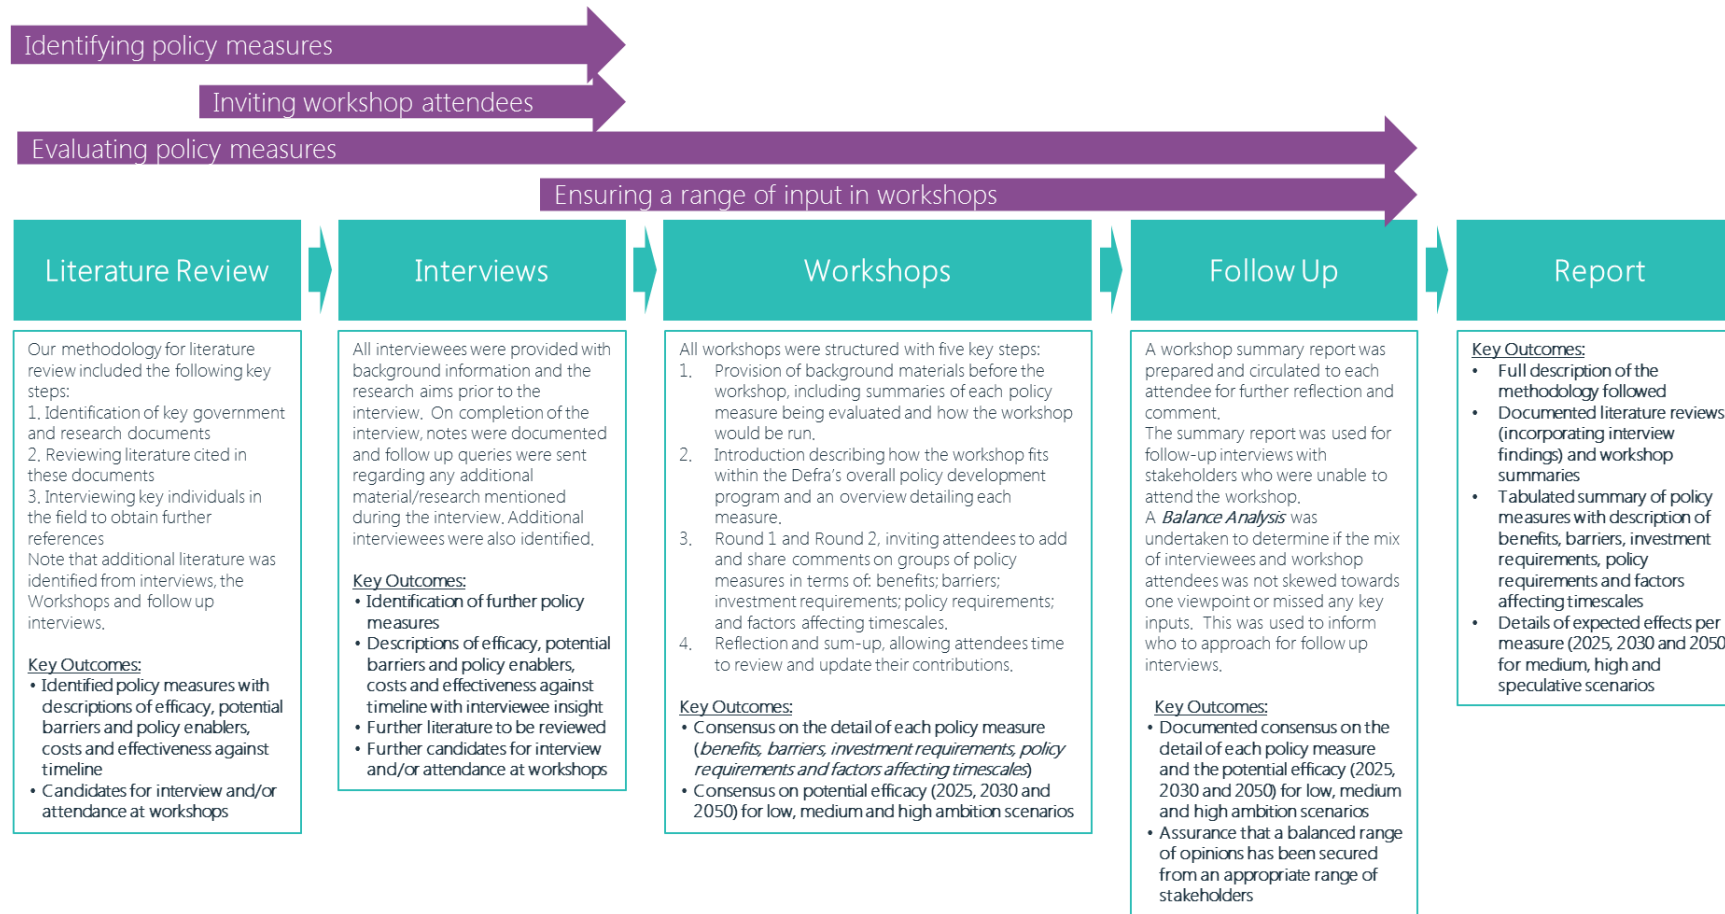 Identifying policy measures
Inviting workshop attendees
Evaluating policy measures
Ensuring a range of input in workshops
Literature Review
Interviews
Workshops
Follow Up
Report
Our methodology for literature
review included the following key
steps:
1. Identification of key government
and research documents
2. Reviewing literature cited in
these documents
3. Interviewing key individuals in
the field to obtain further
references
Note that additional literature was
identified from interviews, the
Workshops and follow up
interviews.
Key Outcomes:
• Identified policy measures with
descriptions of efficacy, potential
barriers and policy enablers,
costs and effectiveness against
timeline
• Candidates for interview and/or
attendance at workshops
All interviewees were provided with
background information and the
research aims prior to the
interview. On completion of the
interview, notes were documented
and follow up queries were sent
regarding any additional
material/research mentioned
during the interview. Additional
interviewees were also identified.
Key Outcomes:
• Identification of further policy
measures
• Descriptions of efficacy, potential
barriers and policy enablers,
costs and effectiveness against
timeline with interviewee insight
• Further literature to be reviewed
• Further candidates for interview
and/or attendance at workshops
All workshops were structured with five key steps:
1. Provision of background materials before the
workshop, including summaries of each policy
measure being evaluated and how the workshop
would be run.
2. Introduction describing how the workshop fits
within the Defra's overall policy development
program and an overview detailing each
measure.
3. Round 1 and Round 2, inviting attendees to add
and share comments on groups of policy
measures in terms of: benefits; barriers;
investment requirements; policy requirements;
and factors affecting timescales.
4. Reflection and sum-up, allowing attendees time
to review and update their contributions.
Key Outcomes:
• Consensus on the detail of each policy measure
(benefits, barriers, investment requirements, policy
requirements and factors affecting timescales)
• Consensus on potential efficacy (2025, 2030 and
2050) for low, medium and high ambition scenarios
A workshop summary report was
prepared and circulated to each
attendee for further reflection and
comment.
The summary report was used for
follow-up interviews with
stakeholders who were unable to
attend the workshop.
A Balance Analysis was
undertaken to determine if the mix
of interviewees and workshop
attendees was not skewed towards
one viewpoint or missed any key
inputs. This was used to inform
who to approach for follow up
interviews.
Key Outcomes:
• Documented consensus on the
detail of each policy measure
and the potential efficacy (2025,
2030 and 2050) for low, medium
and high ambition scenarios
• Assurance that a balanced range
of opinions has been secured
from an appropriate range of
stakeholders
Key Outcomes:
• Full description of the
methodology followed
• Documented literature reviews
(incorporating interview
findings) and workshop
summaries
• Tabulated summary of policy
measures with description of
benefits, barriers, investment
requirements, policy
requirements and factors
affecting timescales
• Details of expected effects per
measure (2025, 2030 and 2050
for medium, high and
speculative scenarios